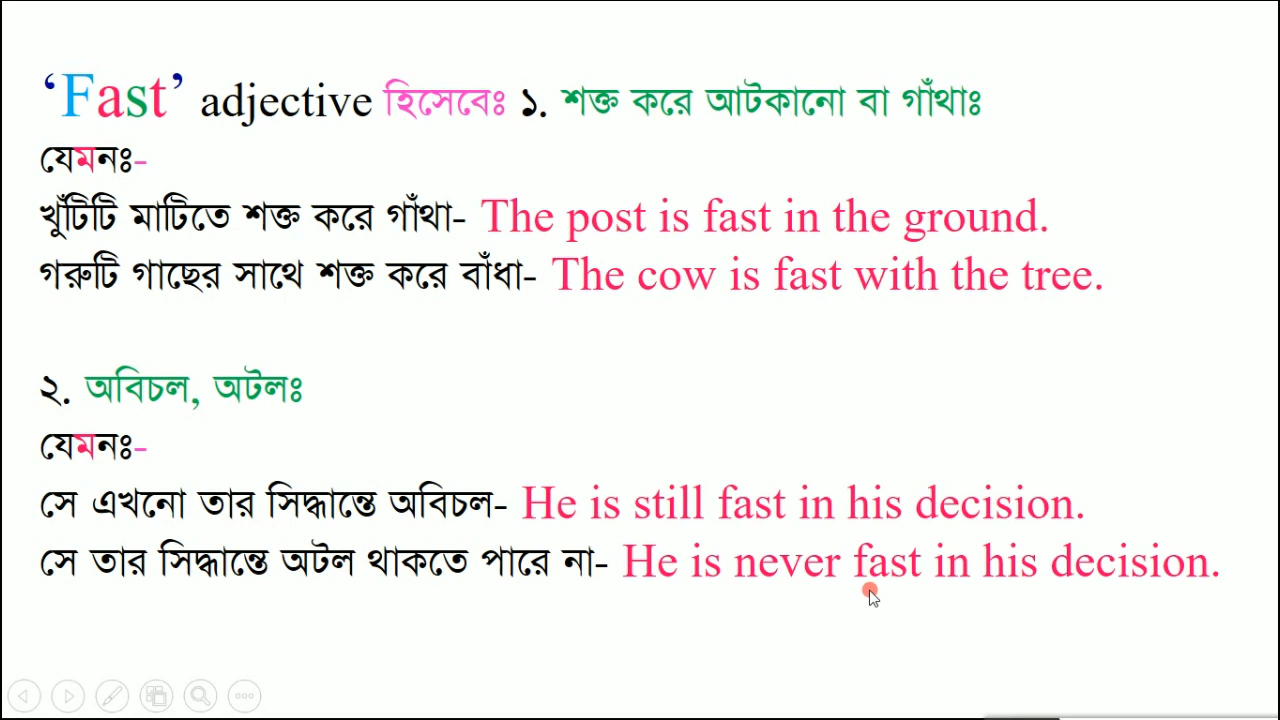 ‘Fast’ adjective হিসেবেঃ ১. শক্ত করে আটকানো বা গাঁথাঃ
যেমনঃ-
খুঁটিটি মাটিতে শক্ত করে গাঁথা- The post is fast in the ground.
গরুটি গাছের সাথে শক্ত করে বাঁধা- The cow is fast with the tree.
২. অবিচল, অটলঃ
যেমনঃ-
সে এখনো তার সিদ্ধান্তে অবিচল- He is still fast in his decision.
সে তার সিদ্ধান্তে অটল থাকতে পারে না- He is never fast in his decision.